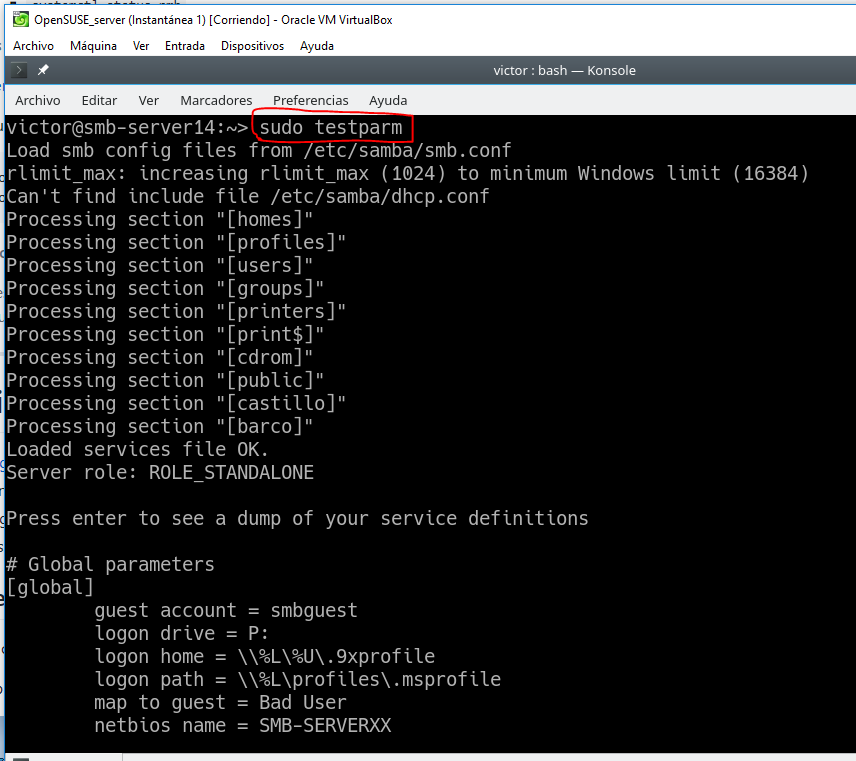 OpenSUSE_server (Instantánea 1) [Corriendo] - Oracle VM VirtualBox
Archivo Máquina Ver Entrada Dispositivos Ayuda
victor : bash — Konsole
Archivo Editar Ver Marcadores Preferencias Ayuda
victor@smb-server14:~> sudo testparm
Load smb config files from /etc/samba/smb.conf
rlimit_max: increasing rlimit_max (1024) to minimum Windows limit (16384)
Can't find include file /etc/samba/dhcp.conf
Processing section "[homes]"
Processing section "[profiles]"
Processing section "[users]"
Processing section "[groups]"
Processing section "[printers]"
Processing section "[print$]"
Processing section "[cdrom]"
Processing section "[public]"
Processing section "[castillo]"
Processing section "[barco]"
Loaded services file OK.
Server role: ROLE_STANDALONE
Press enter to see a dump of your service definitions
# Global parameters
[global]
guest account = smbguest
logon drive = P:
logon home = \\%L\%U\.9xprofile
logon path = \\%L\profiles\.msprofile
map to guest = Bad User
netbios name = SMB-SERVERXX